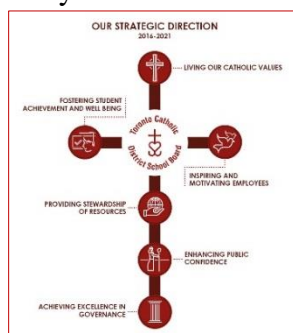 OUR STRATEGIC DIRECTION
2016-2021
LIVING OUR CATHOLIC VALUES
FOSTERING STUDENT
ACHIEVEMENT AND WELL BEING
Toronto Catholic
District School Board
INSPIRING AND
MOTIVATING EMPLOYEES
PROVIDING STEWARDSHIP
OF RESOURCES
ENHANCING PUBLIC
CONFIDENCE
ACHIEVING EXCELLENCE IN
GOVERNANCE